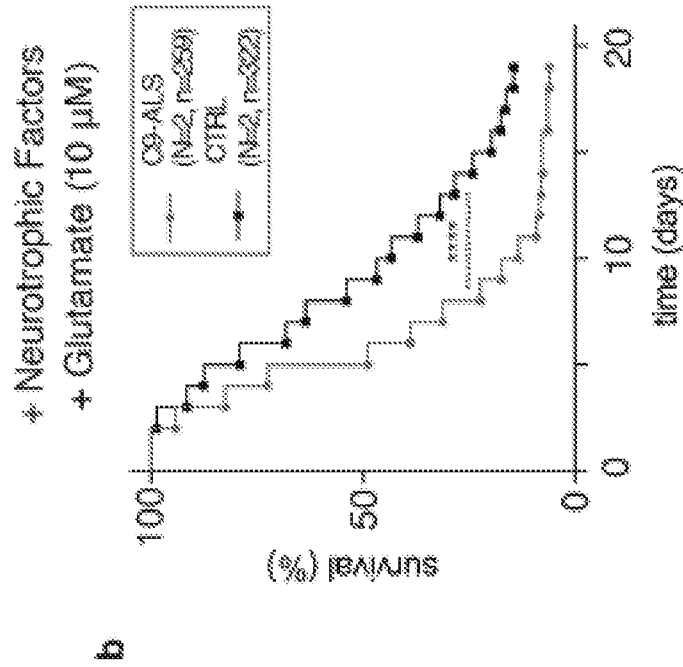 b
+ Neurotrophic Factors
+ Glutamate (10 μM)
C9-ALS
(N=2, n=259)
CTRL
(N=2, n=322)
****
survival (%)
100
50
0
0
10
20
time (days)